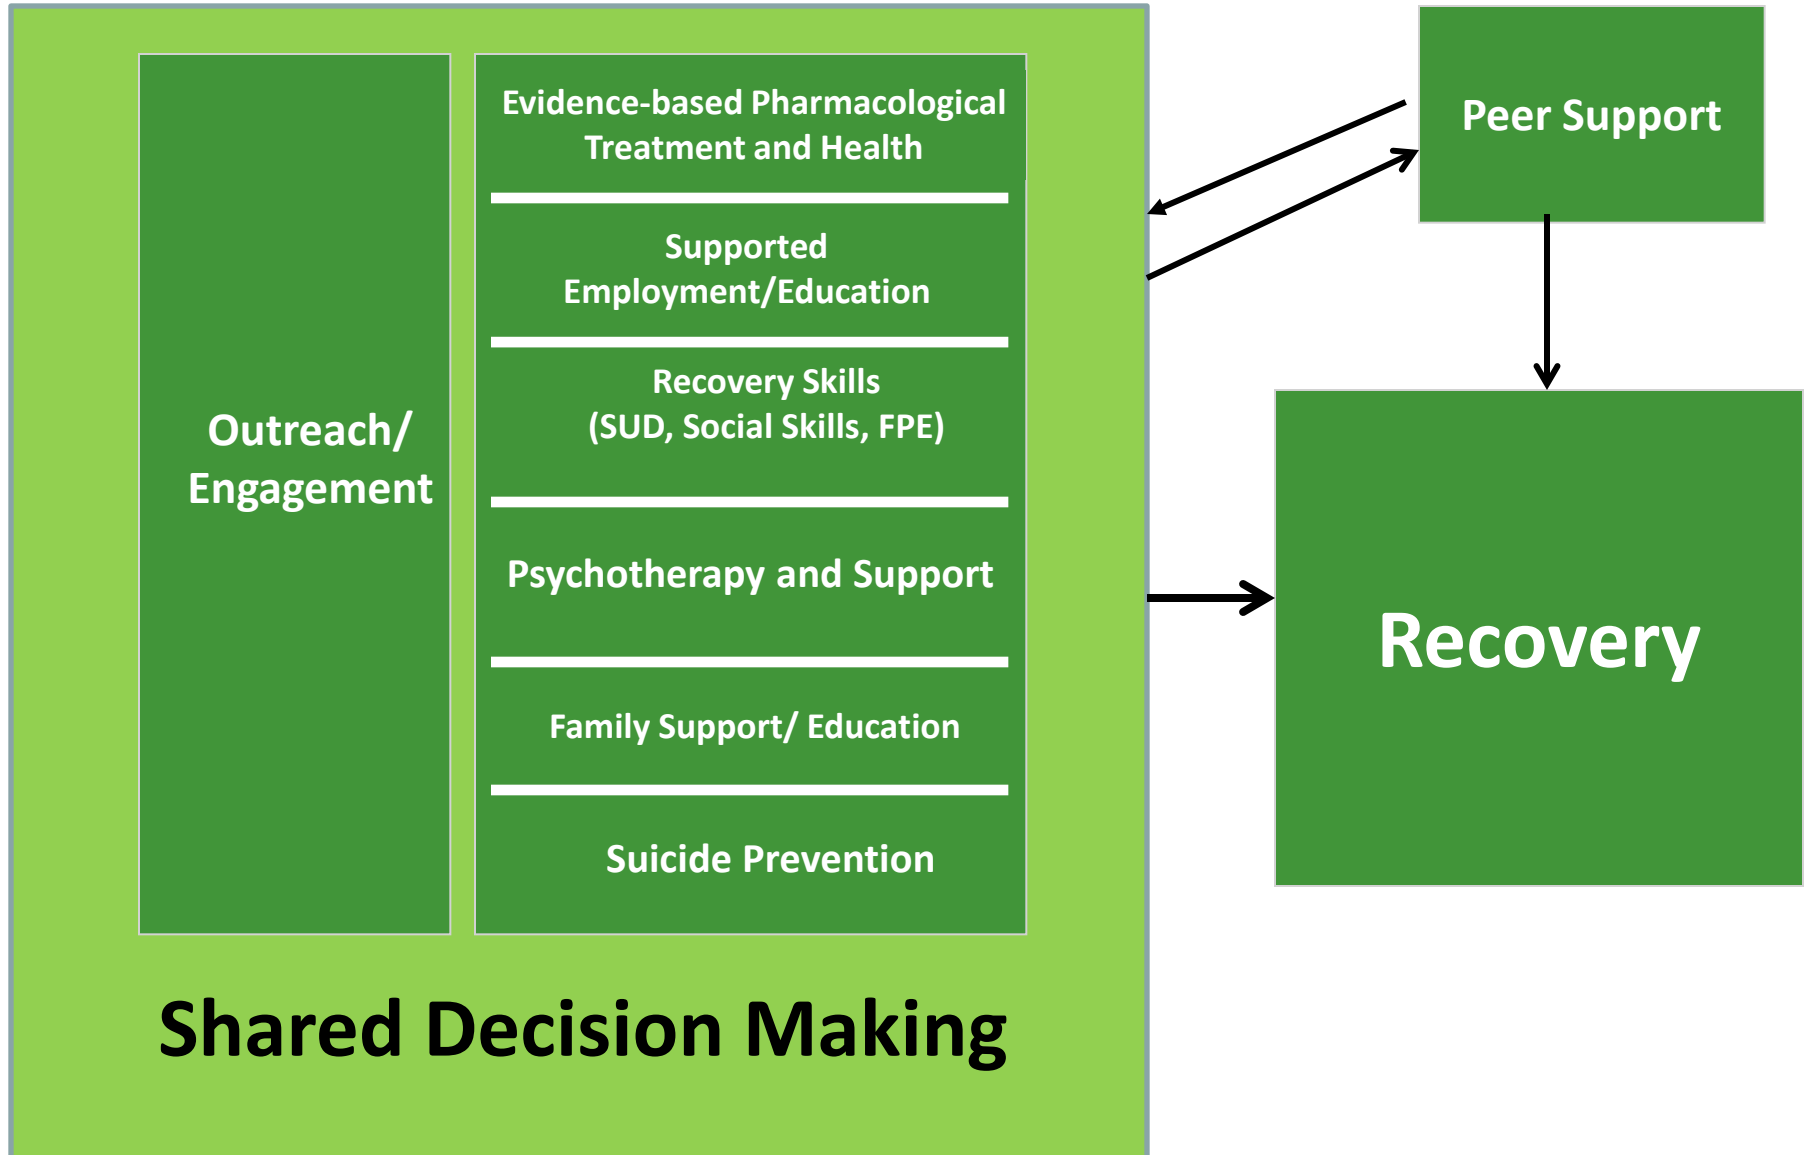 Outreach/
Engagement
Evidence-based Pharmacological
Treatment and Health
Supported
Employment/Education
Recovery Skills
(SUD, Social Skills, FPE)
Psychotherapy and Support
Family Support/ Education
Suicide Prevention
Shared Decision Making
Peer Support
Recovery